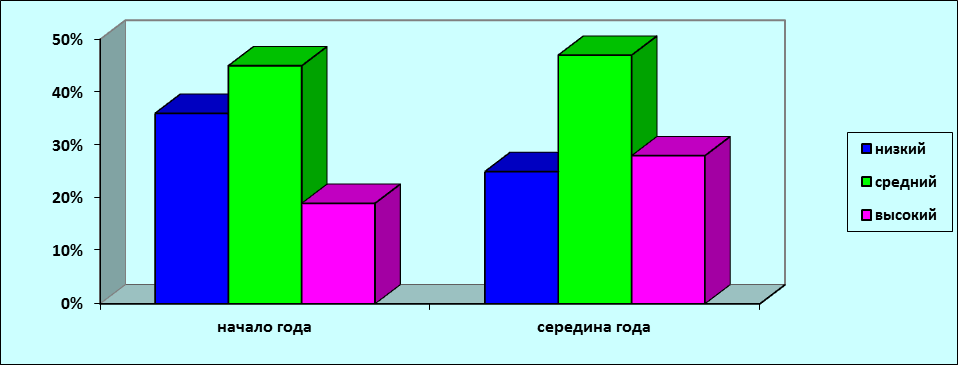 50%
40%
30%
20%
10%
0%
начало года
середина года
низкий
средний
высокий